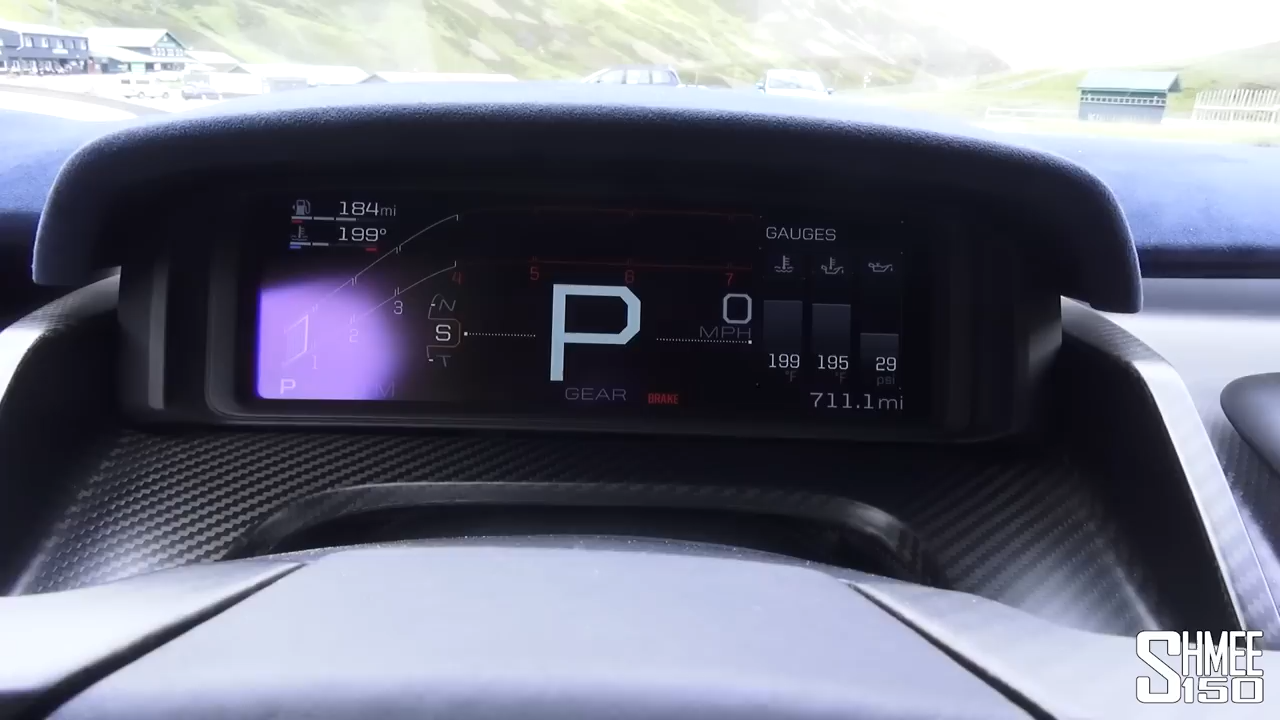 184mi
199°
GAUGES
4 5 6 7
3
2
1
N
S
T
P
0
MPH
199 195 29
°F °F psi
P
GEAR BRAKE
711.1mi
SHMEE
150